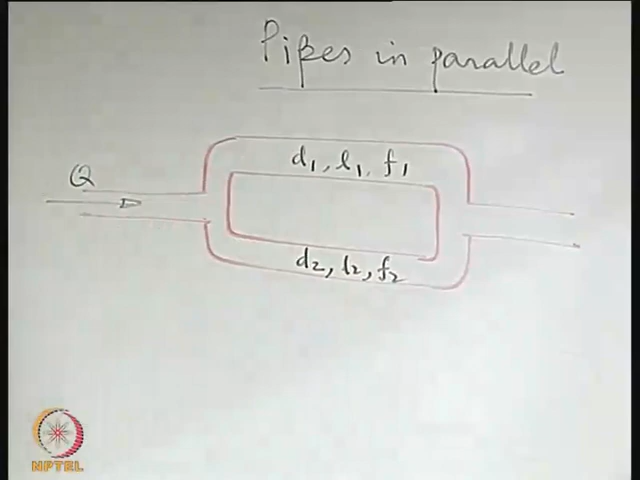 Pipes in parallel
Q
d1, l1, f1
d2, l2, f2
NPTEL